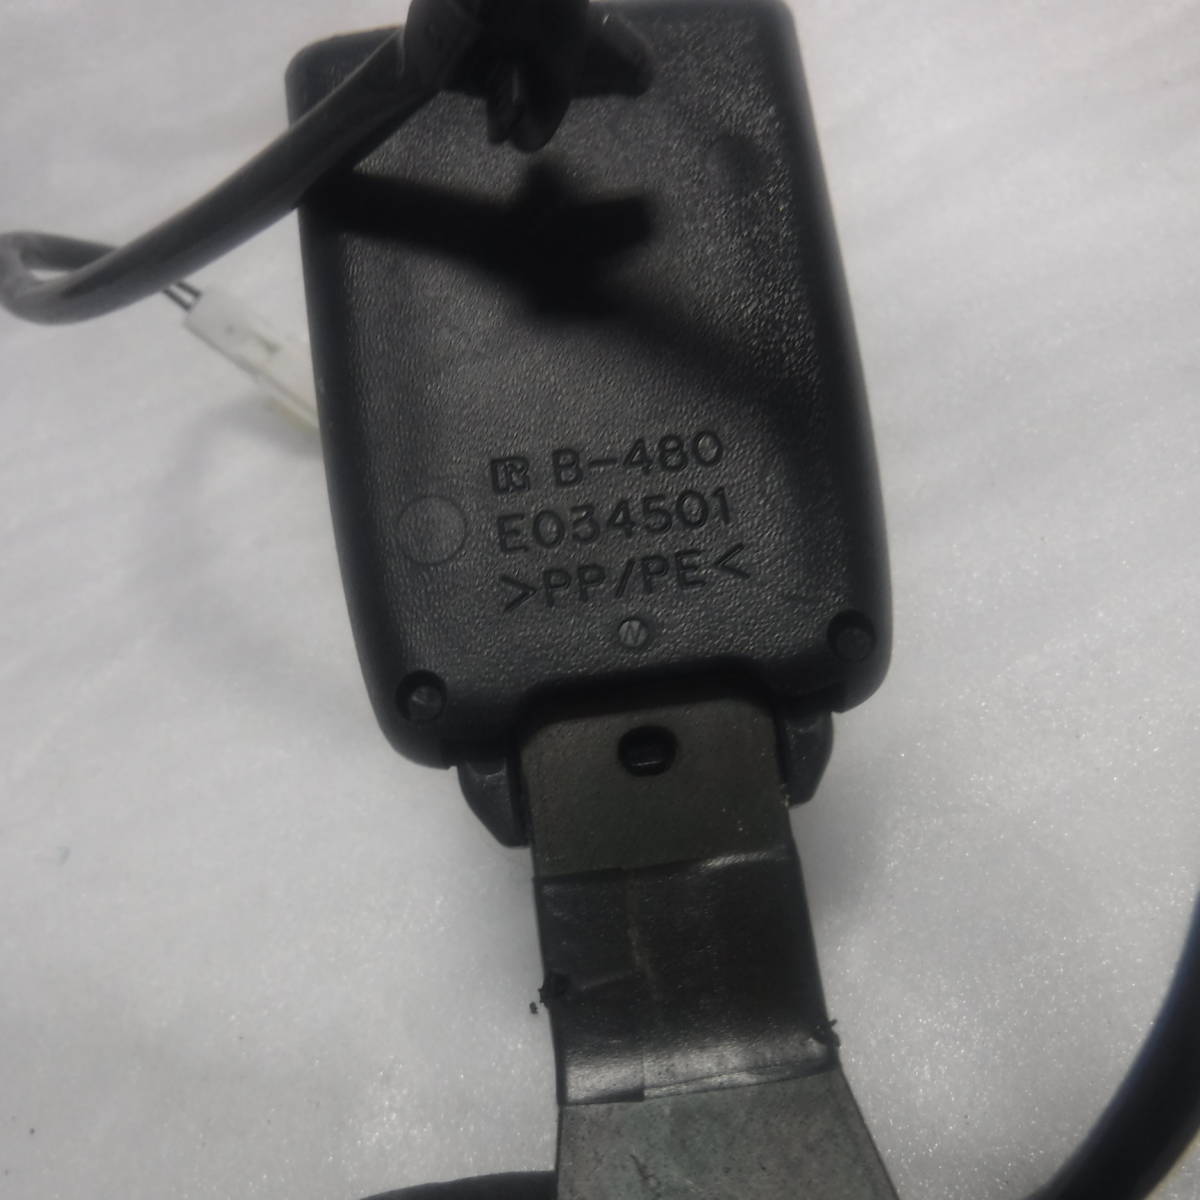 R B-480
E034501
>PP/PE<
N